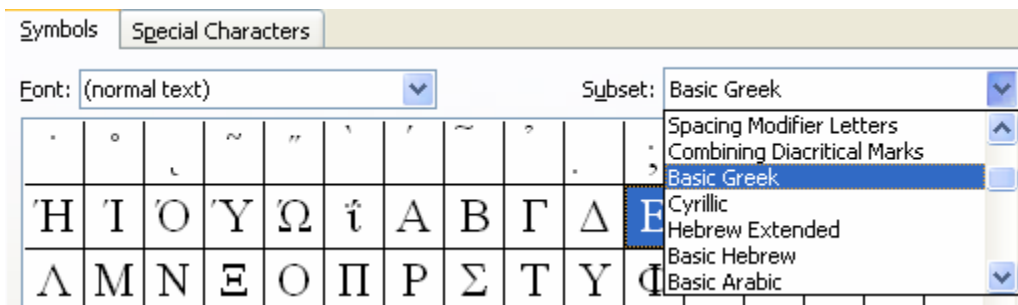 Symbols Special Characters
Font: (normal text) Subset: Basic Greek
Spacing Modifier Letters
Combining Diacritical Marks
Basic Greek
Cyrillic
Hebrew Extended
Basic Hebrew
Basic Arabic
˙ ˚ ˛ ˜ ˝ ̀ ́ ̃ ̉ ̣ ;
Ή Ί Ό Ύ Ώ ΐ Α Β Γ Δ Ε
Λ Μ Ν Ξ Ο Π Ρ Σ Τ Υ Φ